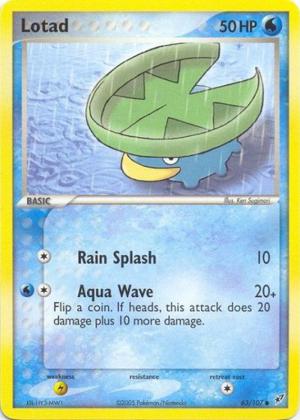 Lotad
50 HP
Illus. Ken Sugimori
BASIC
Rain Splash 10
Aqua Wave 20+
Flip a coin. If heads, this attack does 20
damage plus 10 more damage.
weakness resistance retreat cost
©2005 Pokémon/Nintendo
63/107